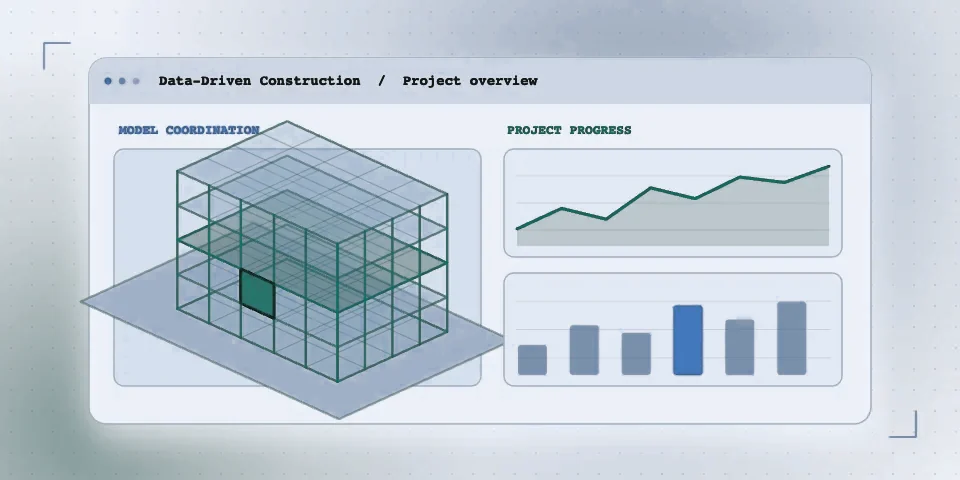 Data-Driven Construction / Project overview
MODEL COORDINATION
PROJECT PROGRESS